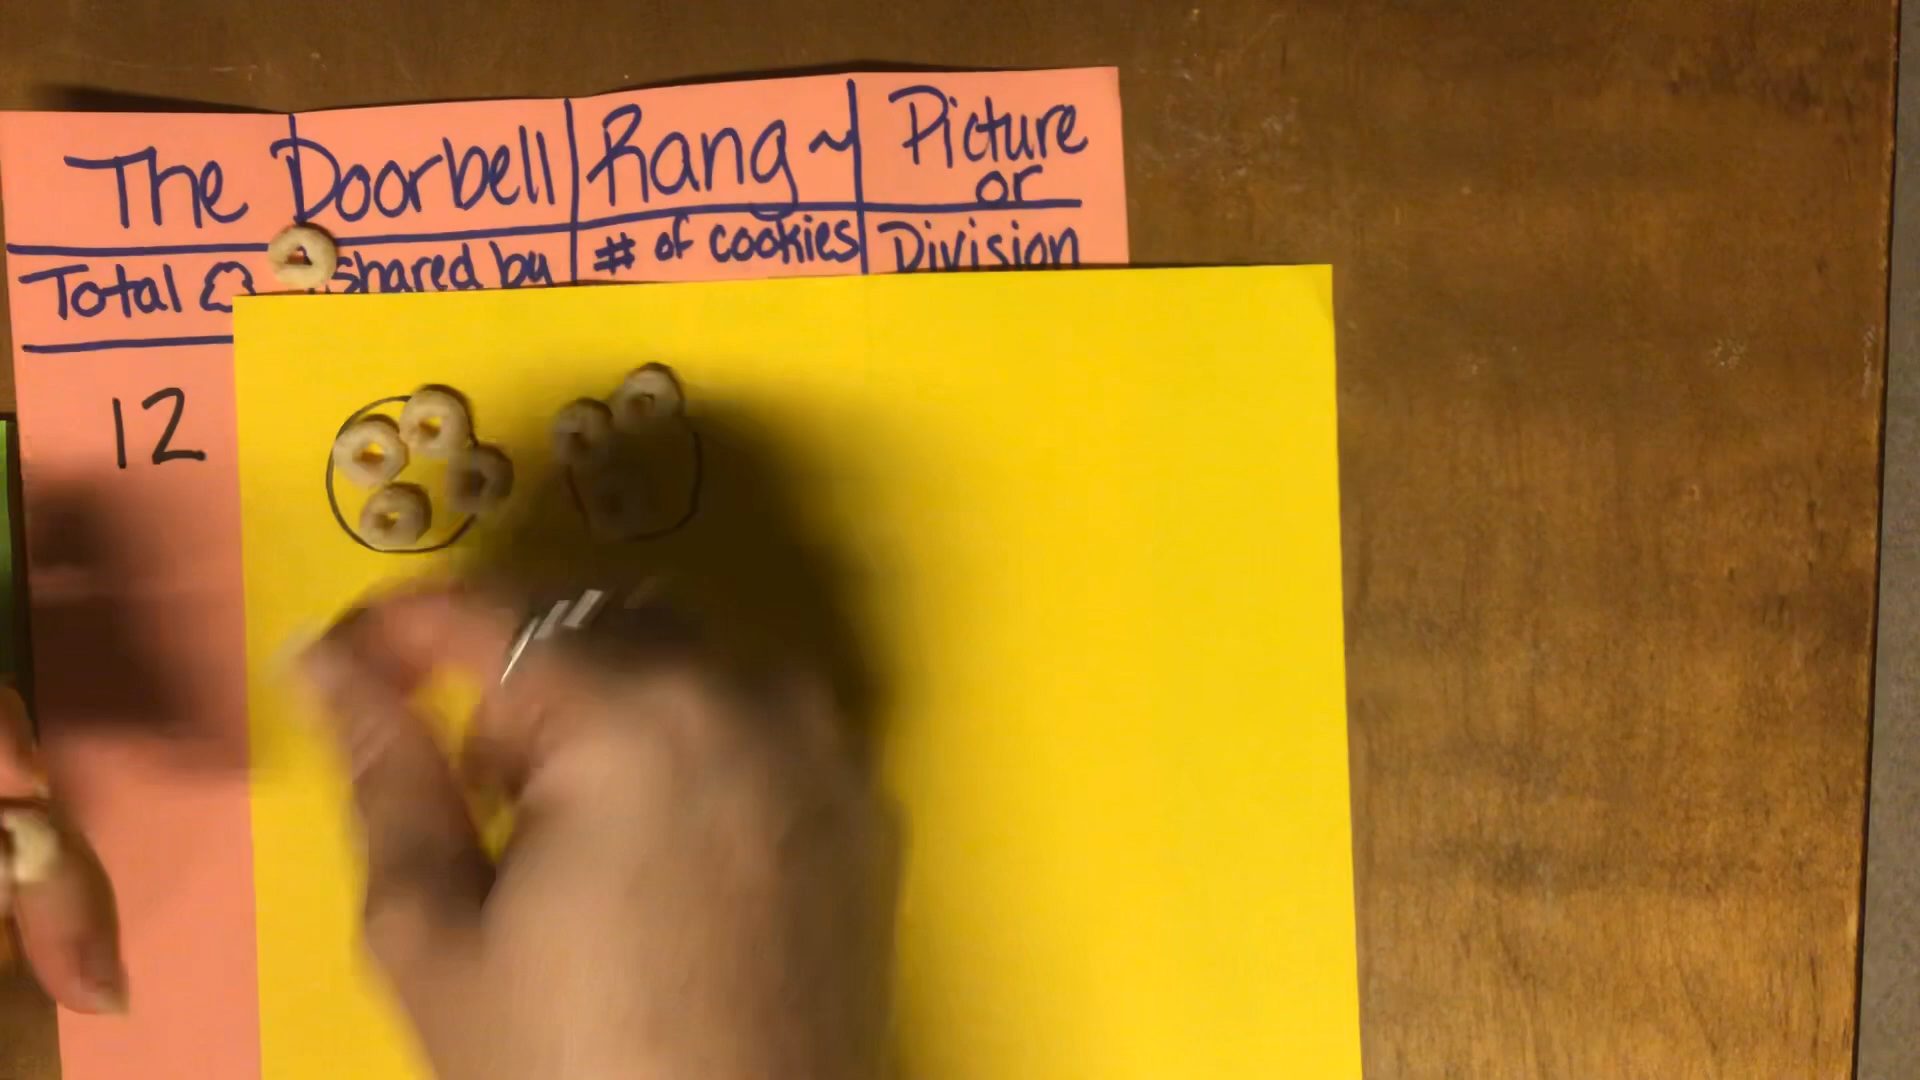 The Doorbell Rang ~ Picture or
Total shared by # of cookies Division
12